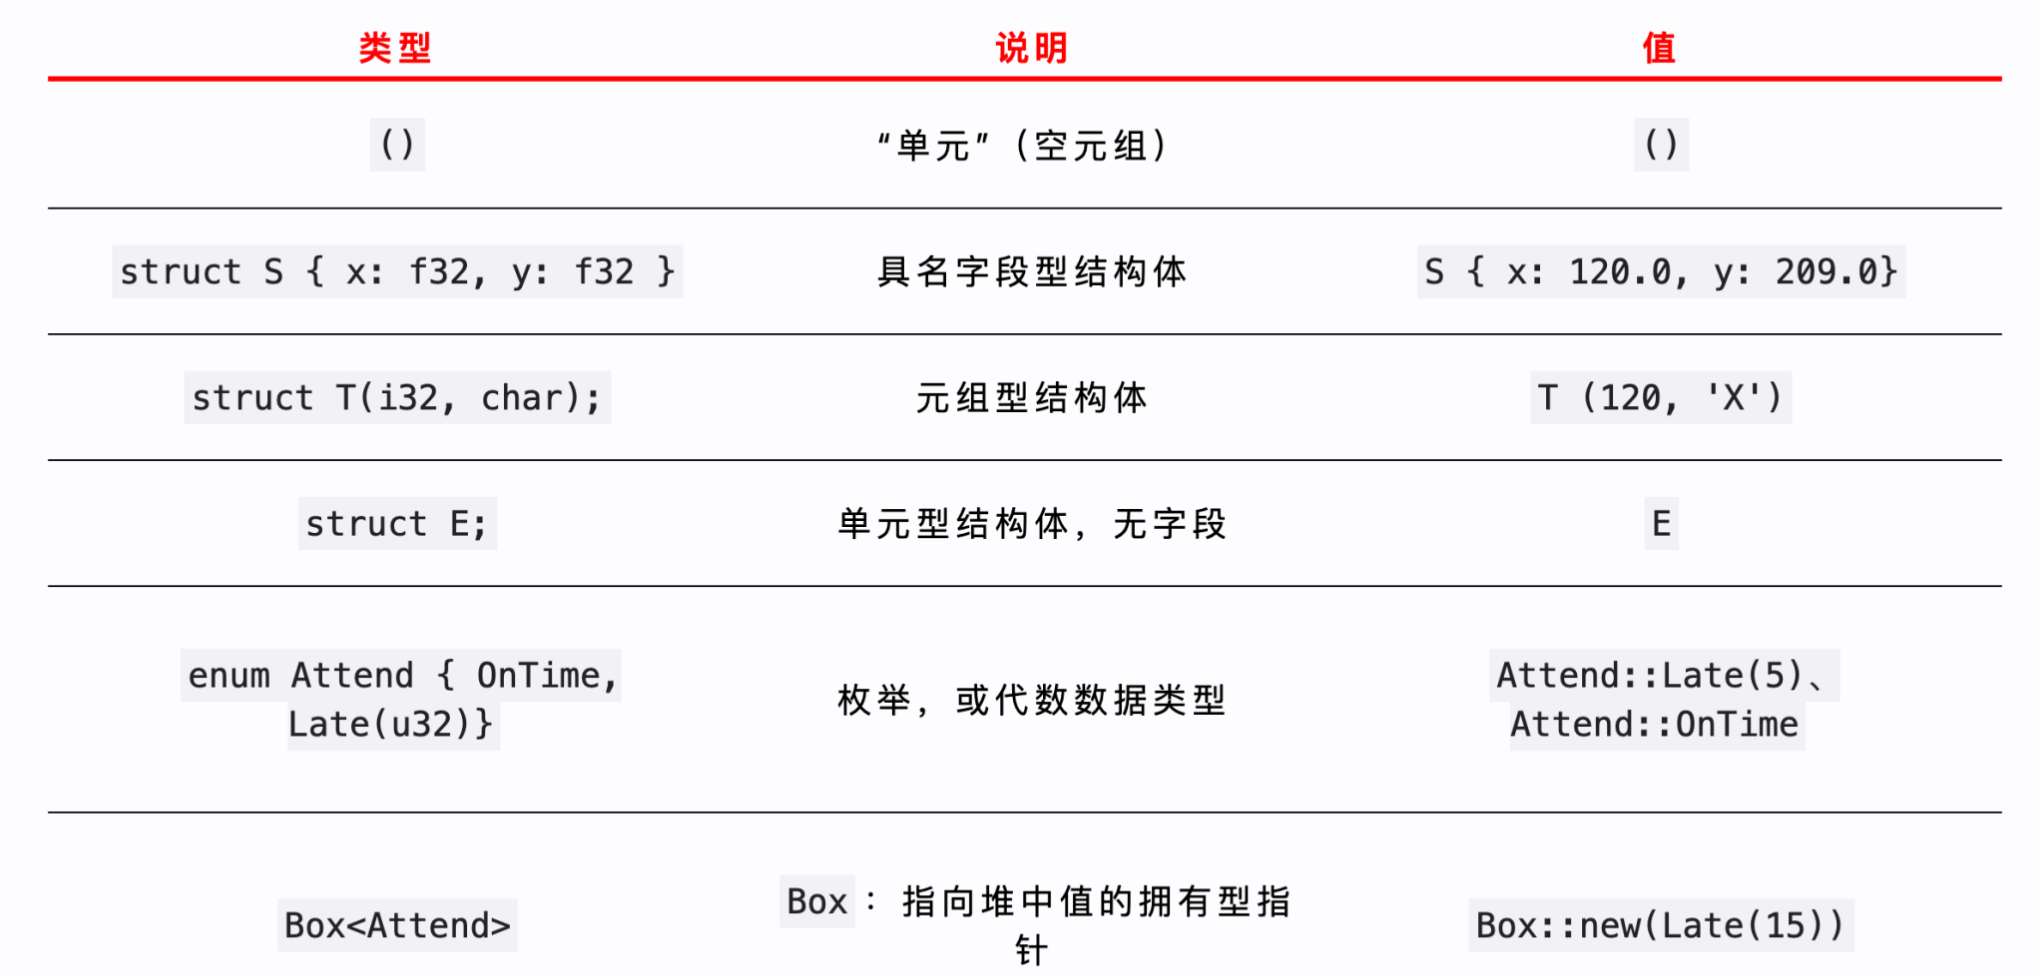 类型 说明 值
() “单元”（空元组） ()
struct S { x: f32, y: f32 } 具名字段型结构体 S { x: 120.0, y: 209.0}
struct T(i32, char); 元组型结构体 T (120, 'X')
struct E; 单元型结构体，无字段 E
enum Attend { OnTime,
Late(u32)}
枚举，或代数数据类型
Attend::Late(5)、
Attend::OnTime
Box<Attend>
Box：指向堆中值的拥有型指
针
Box::new(Late(15))